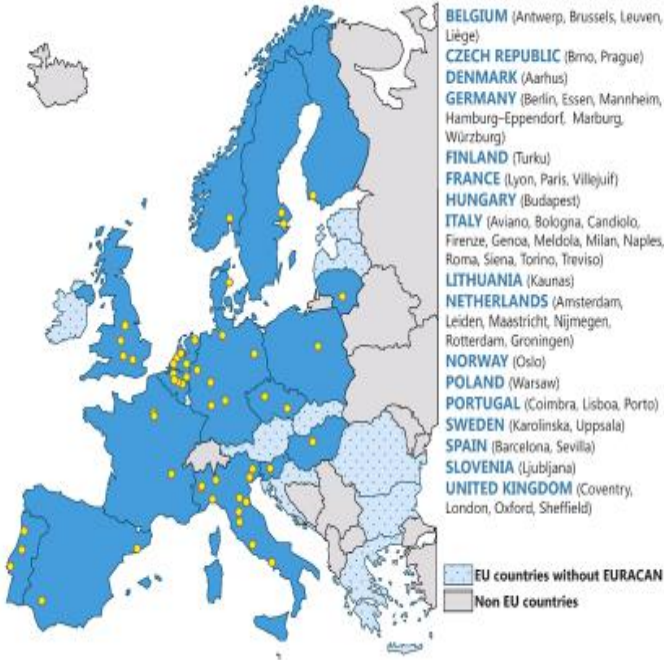 BELGIUM (Antwerp, Brussels, Leuven,
Liège)
CZECH REPUBLIC (Brno, Prague)
DENMARK (Aarhus)
GERMANY (Berlin, Essen, Mannheim,
Hamburg–Eppendorf, Marburg,
Würzburg)
FINLAND (Turku)
FRANCE (Lyon, Paris, Villejuif)
HUNGARY (Budapest)
ITALY (Aviano, Bologna, Candiolo,
Firenze, Genoa, Meldola, Milan, Naples,
Roma, Siena, Torino, Treviso)
LITHUANIA (Kaunas)
NETHERLANDS (Amsterdam,
Leiden, Maastricht, Nijmegen,
Rotterdam, Groningen)
NORWAY (Oslo)
POLAND (Warsaw)
PORTUGAL (Coimbra, Lisboa, Porto)
SWEDEN (Karolinska, Uppsala)
SPAIN (Barcelona, Sevilla)
SLOVENIA (Ljubljana)
UNITED KINGDOM (Coventry,
London, Oxford, Sheffield)
EU countries without EURACAN
Non EU countries